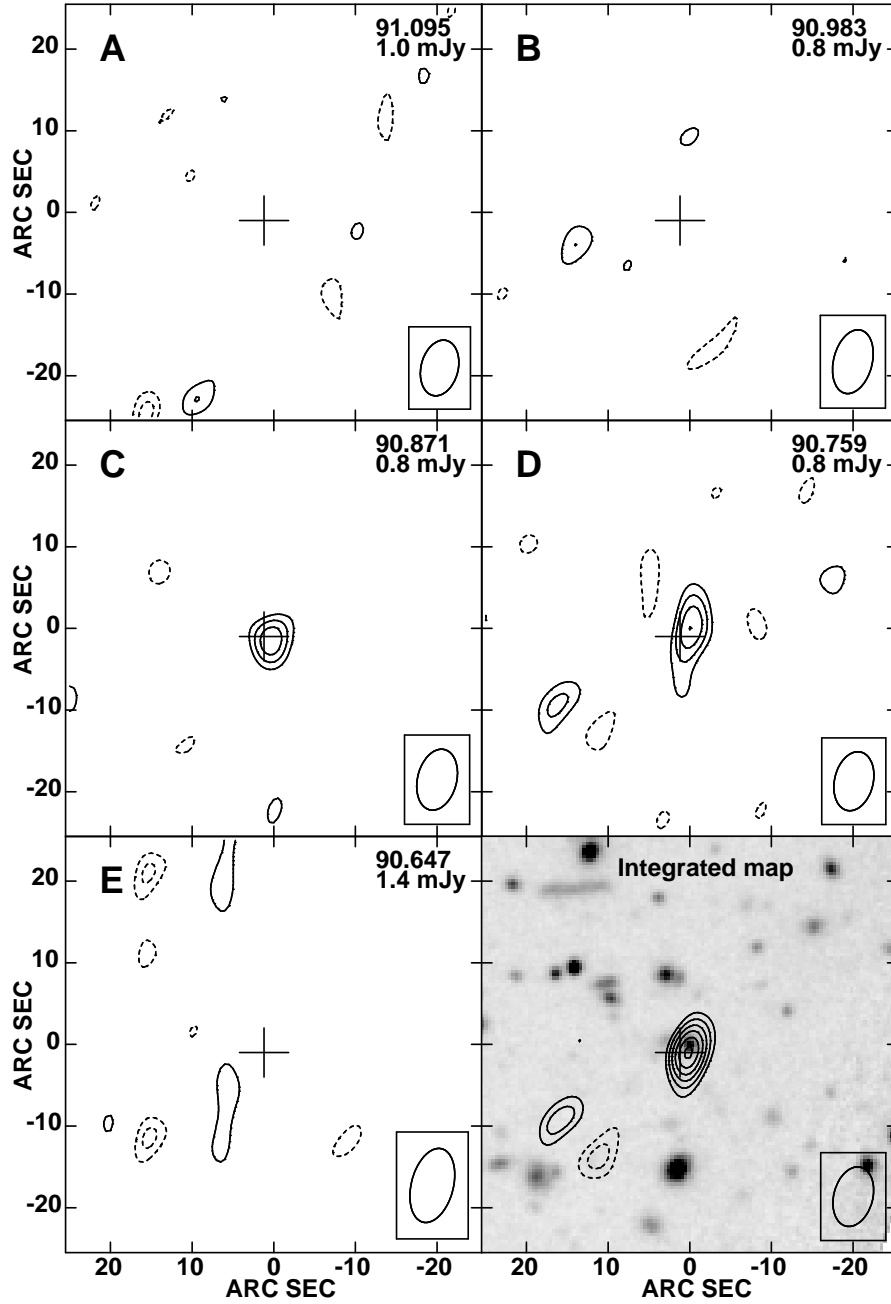 A
91.095
1.0 mJy
B
90.983
0.8 mJy
20
10
0
-10
-20
ARC SEC
C
90.871
0.8 mJy
D
90.759
0.8 mJy
20
10
0
-10
-20
ARC SEC
E
90.647
1.4 mJy
Integrated map
20
10
0
-10
-20
ARC SEC
20 10 0 -10 -20
20 10 0 -10 -20
ARC SEC
ARC SEC